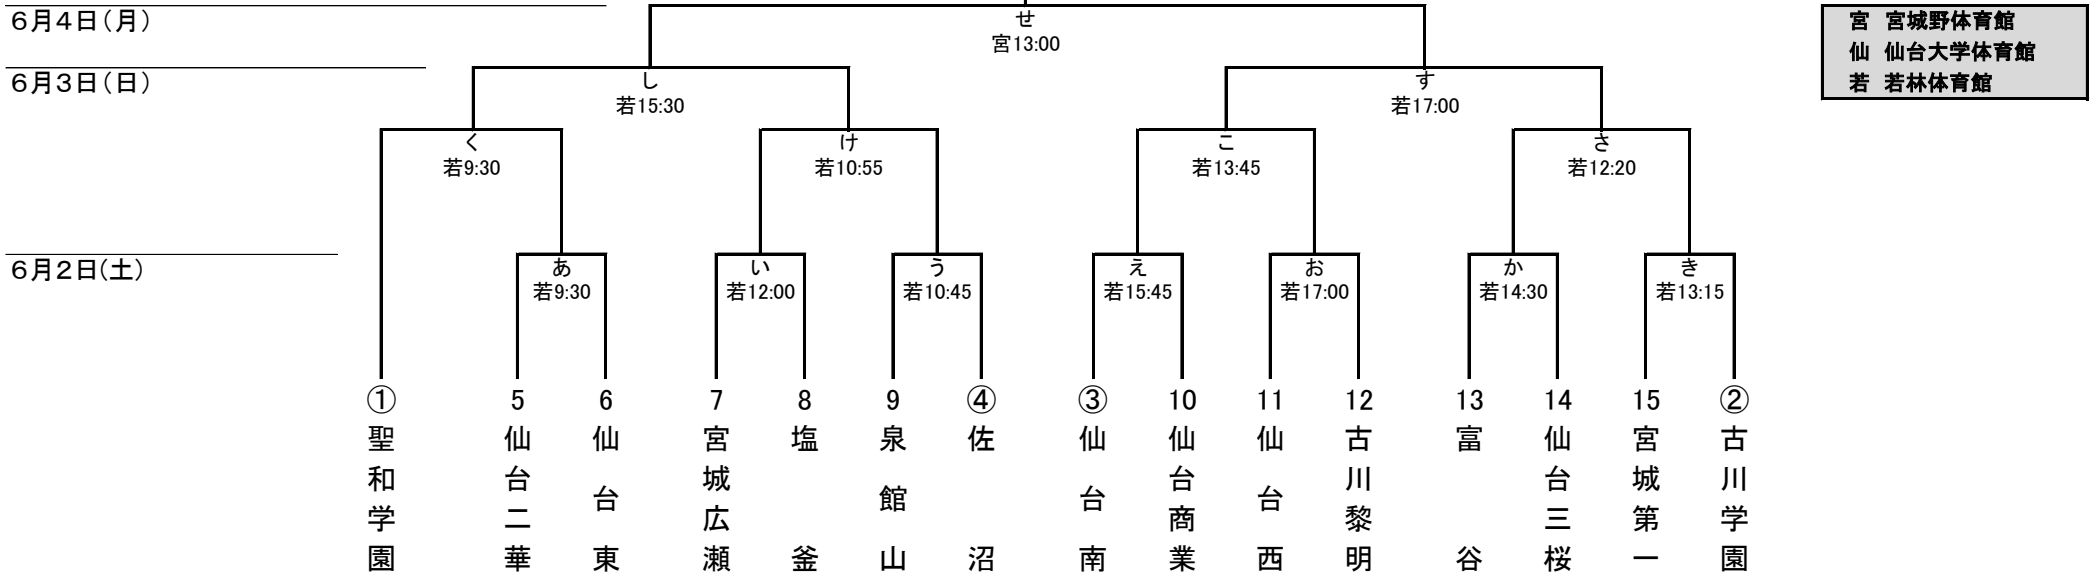 ６月４日（月）
せ
宮13:00
宮 宮城野体育館
仙 仙台大学体育館
若 若林体育館
６月３日（日）
し
若15:30
す
若17:00
く
若9:30
け
若10:55
こ
若13:45
さ
若12:20
６月２日(土)
あ
若9:30
い
若12:00
う
若10:45
え
若15:45
お
若17:00
か
若14:30
き
若13:15
①
聖和学園
5
仙台二華
6
仙台東
7
宮城広瀬
8
塩釜
9
泉館山
④
佐沼
③
仙台南
10
仙台商業
11
仙台西
12
古川黎明
13
富谷
14
仙台三桜
15
宮城第一
②
古川学園